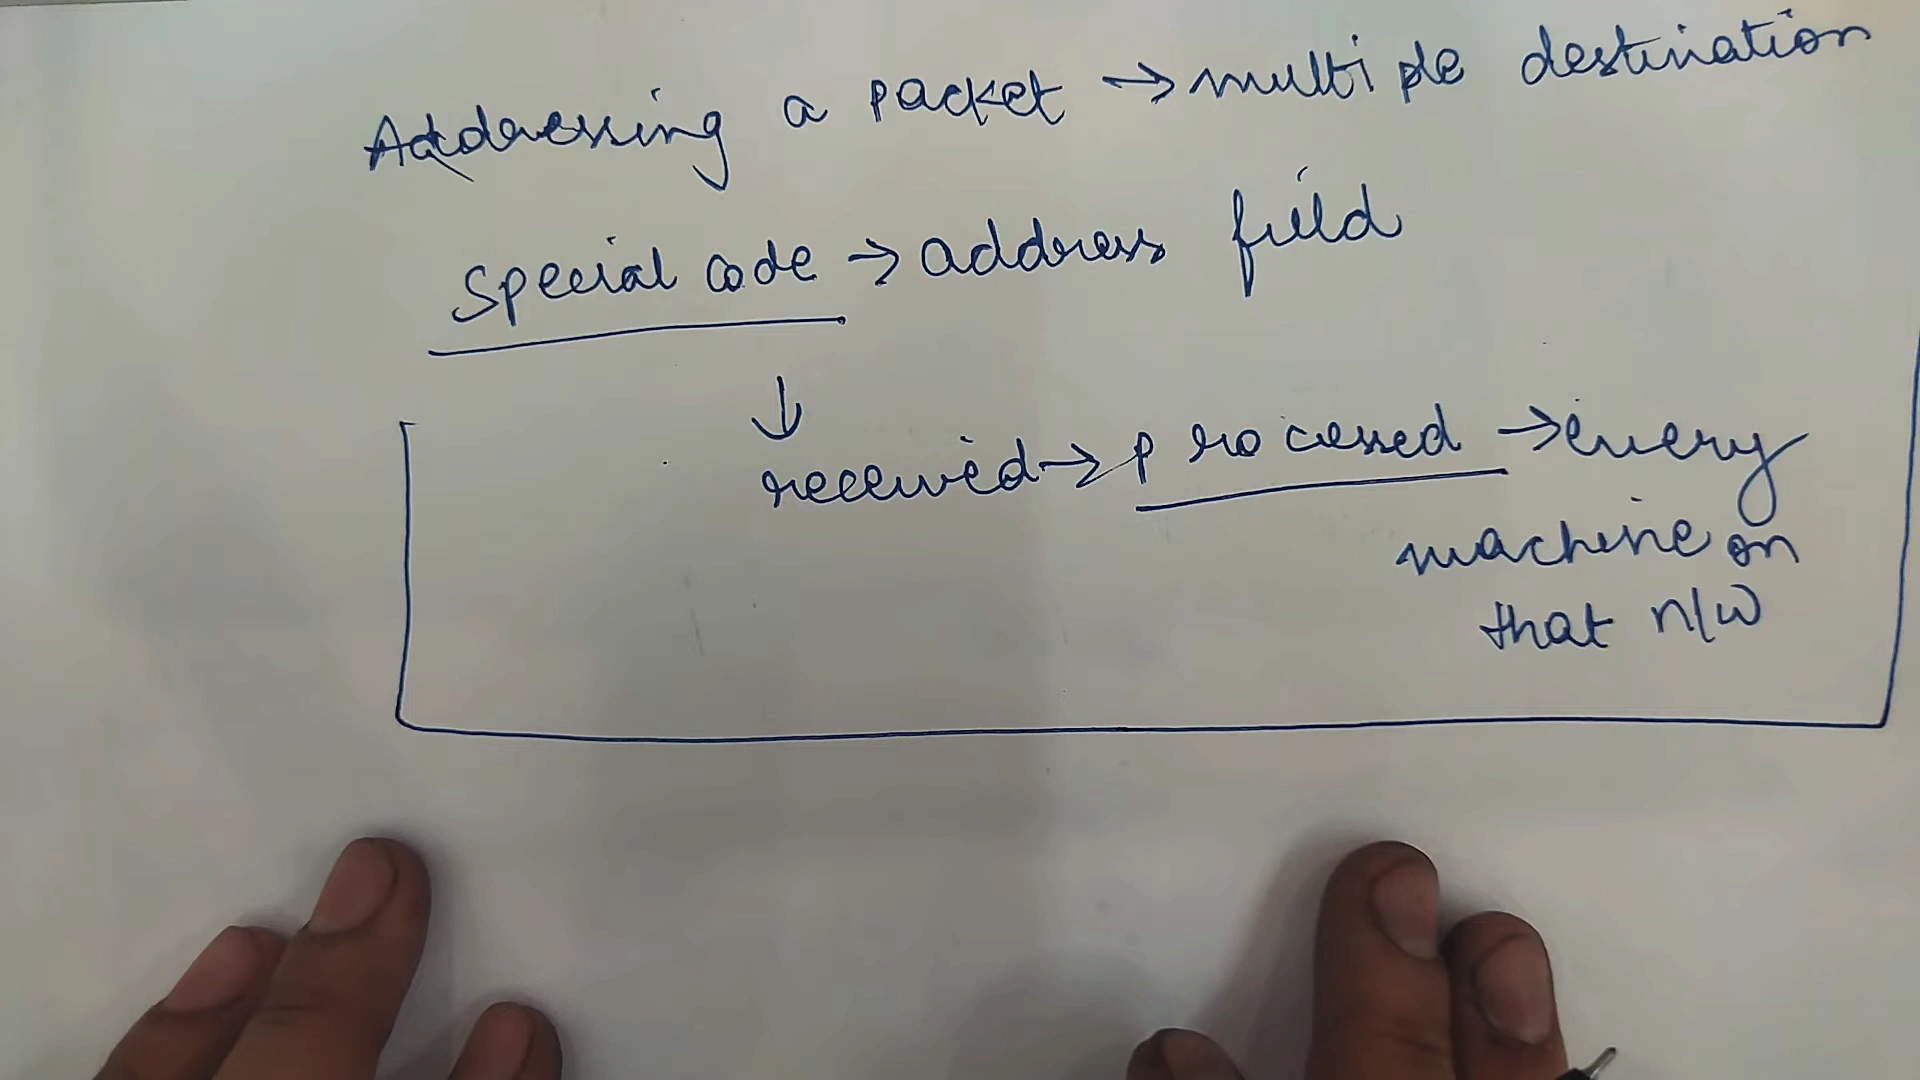 Addressing a packet → multiple destination
special code → address field
↓
received → processed → every
machine on
that n/w